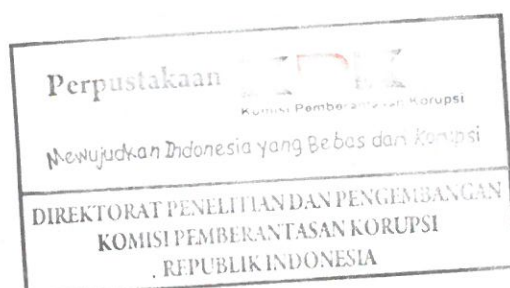 Perpustakaan KPK
Komisi Pemberantasan Korupsi
Mewujudkan Indonesia yang Bebas dari Korupsi
DIREKTORAT PENELITIAN DAN PENGEMBANGAN
KOMISI PEMBERANTASAN KORUPSI
. REPUBLIK INDONESIA